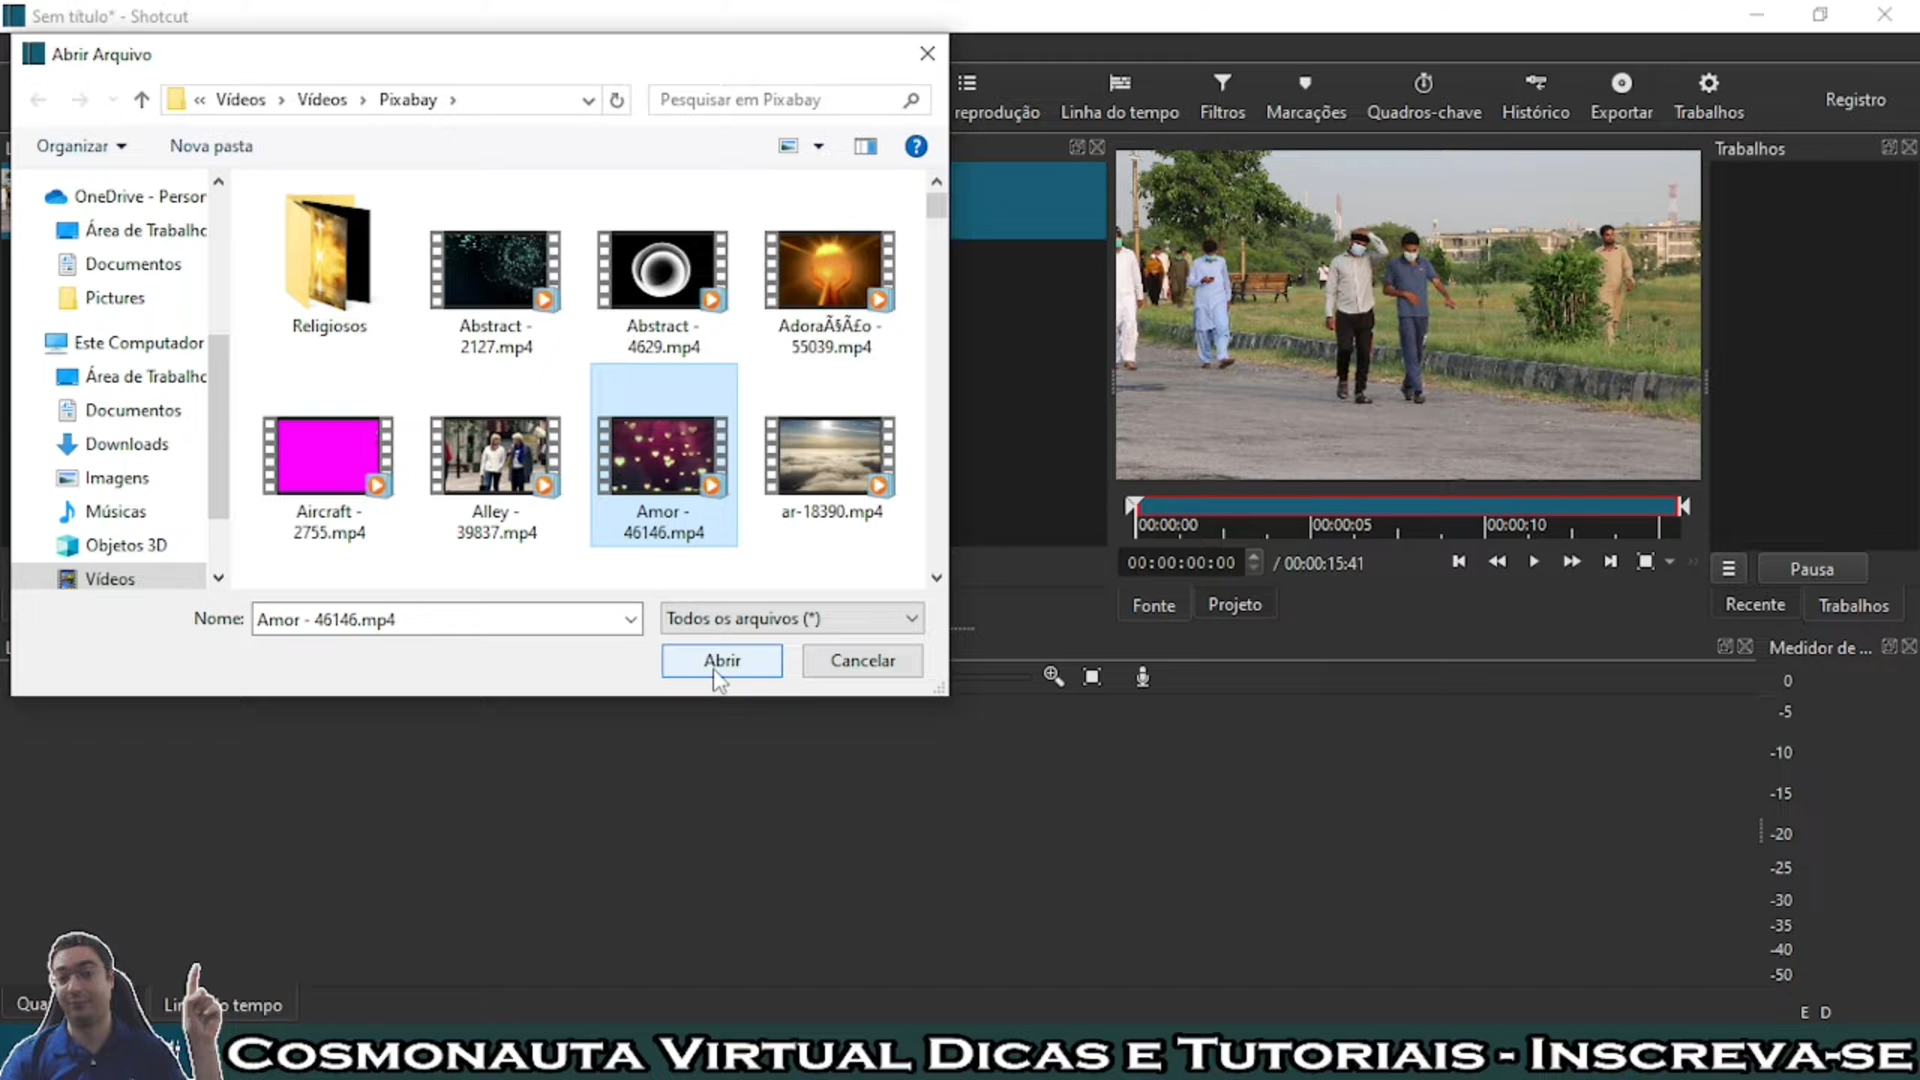 Sem título* - Shotcut
Abrir Arquivo
« Vídeos › Vídeos › Pixabay ›
Pesquisar em Pixabay
Organizar
Nova pasta
OneDrive - Person
Área de Trabalho
Documentos
Pictures
Este Computador
Área de Trabalho
Documentos
Downloads
Imagens
Músicas
Objetos 3D
Vídeos
Religiosos
Abstract -
2127.mp4
Abstract -
4629.mp4
AdoraÃ§Ã£o -
55039.mp4
Aircraft -
2755.mp4
Alley -
39837.mp4
Amor -
46146.mp4
ar-18390.mp4
Nome:
Amor - 46146.mp4
Todos os arquivos (*)
Abrir
Cancelar
reprodução
Linha do tempo
Filtros
Marcações
Quadros-chave
Histórico
Exportar
Trabalhos
Registro
Trabalhos
00:00:00
00:00:05
00:00:10
00:00:00:00
/ 00:00:15:41
Pausa
Fonte
Projeto
Recente
Trabalhos
Medidor de ...
0
-5
-10
-15
-20
-25
-30
-35
-40
-50
E D
Qua
Lin o tempo
Cosmonauta Virtual Dicas e Tutoriais - Inscreva-se